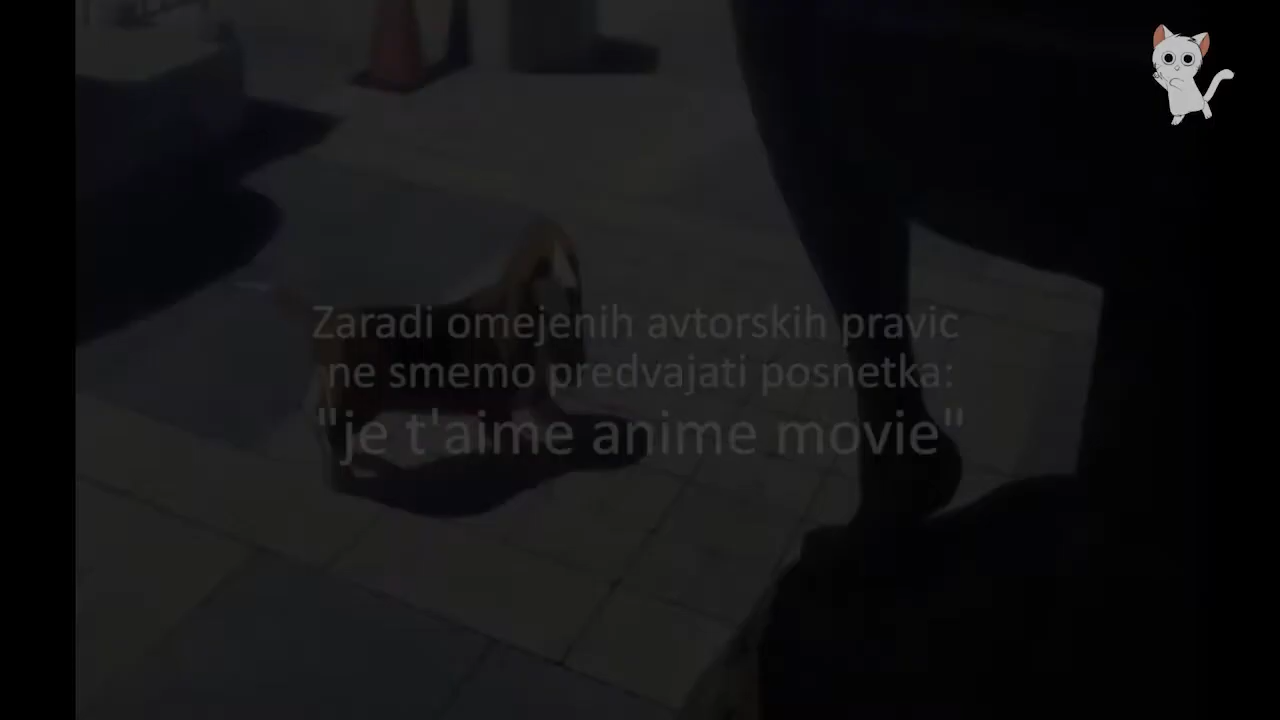 Zaradi omejenih avtorskih pravic
ne smemo predvajati posnetka:
"je t'aime anime movie"